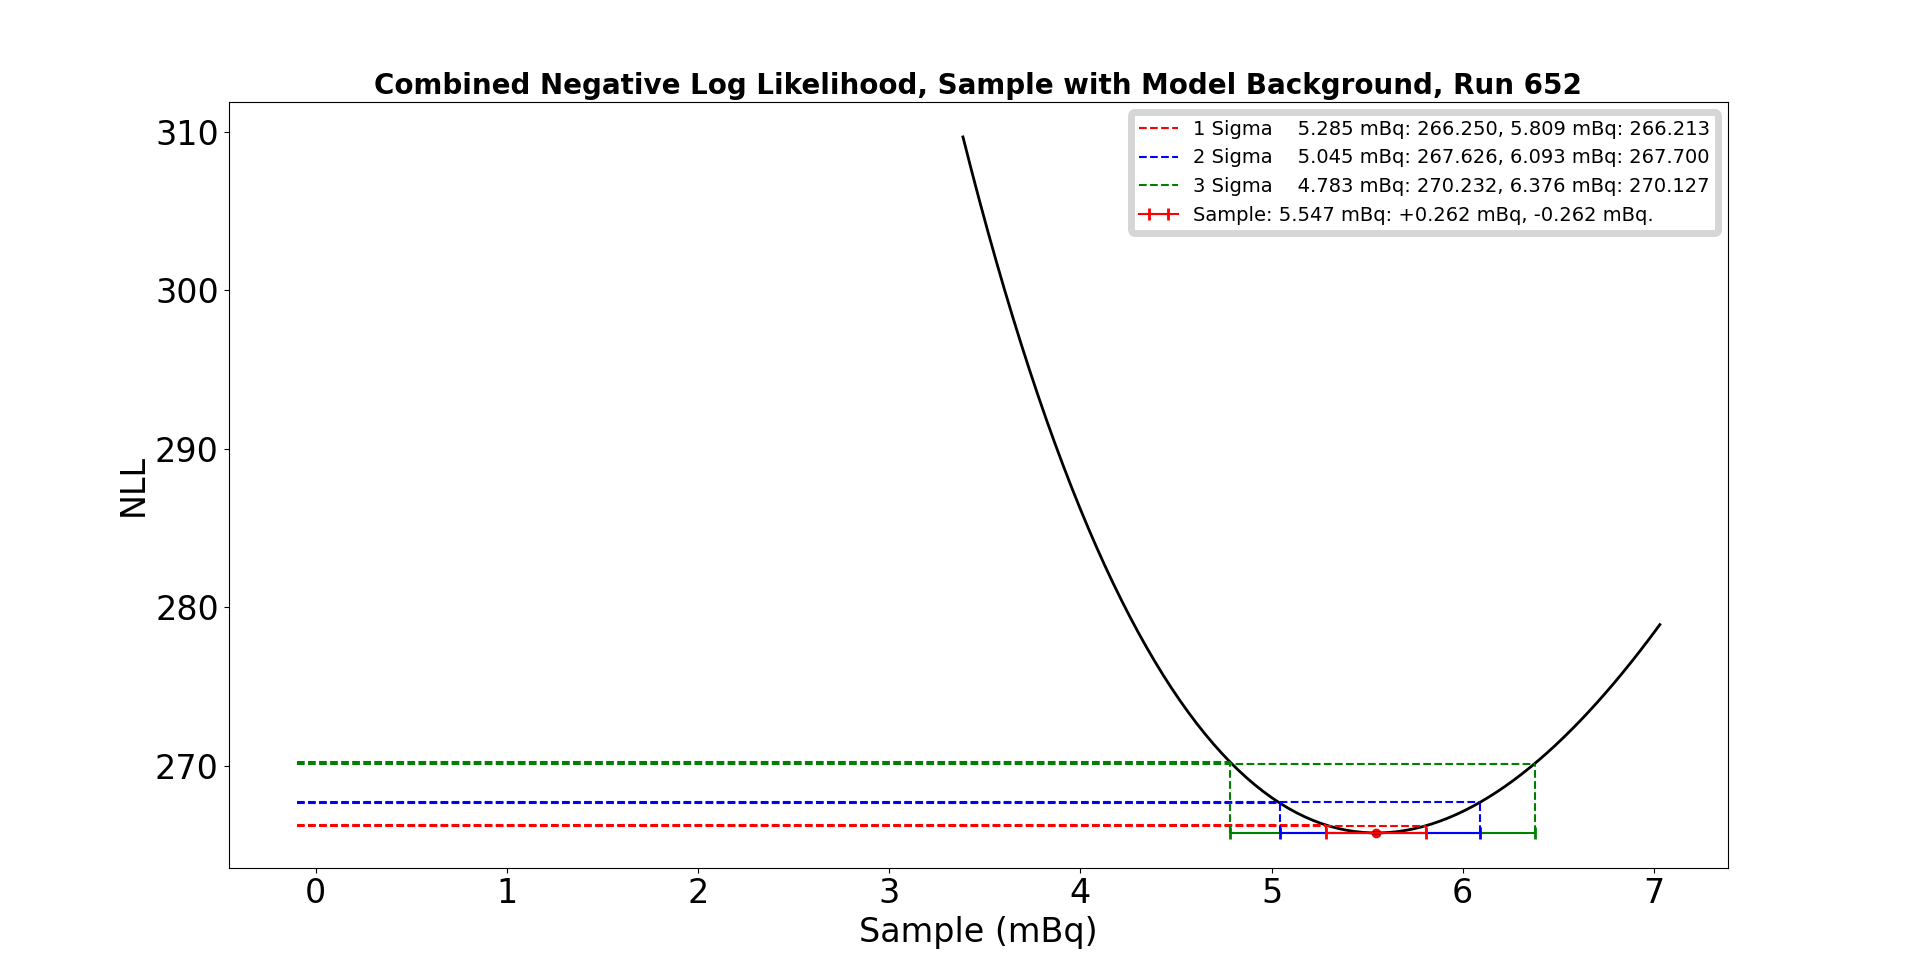 Combined Negative Log Likelihood, Sample with Model Background, Run 652
1 Sigma    5.285 mBq: 266.250, 5.809 mBq: 266.213
2 Sigma    5.045 mBq: 267.626, 6.093 mBq: 267.700
3 Sigma    4.783 mBq: 270.232, 6.376 mBq: 270.127
Sample: 5.547 mBq: +0.262 mBq, -0.262 mBq.
310
300
290
280
270
NLL
0 1 2 3 4 5 6 7
Sample (mBq)